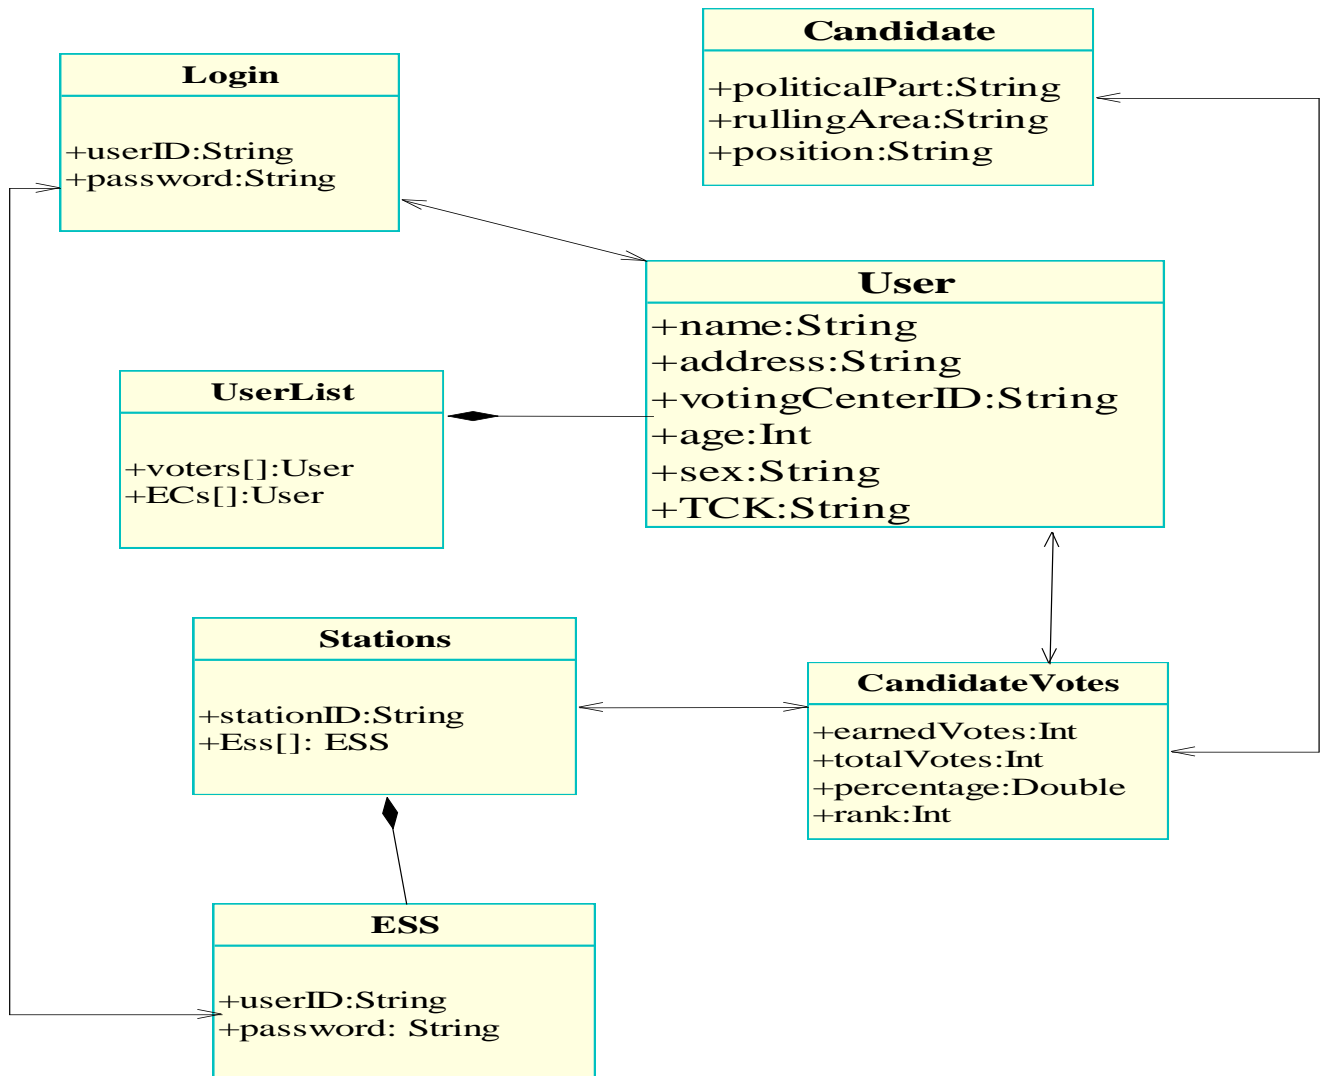 Candidate
+politicalPart:String
+rullingArea:String
+position:String
Login
+userID:String
+password:String
User
+name:String
+address:String
+votingCenterID:String
+age:Int
+sex:String
+TCK:String
UserList
+voters[]:User
+ECs[]:User
Stations
+stationID:String
+Ess[]: ESS
CandidateVotes
+earnedVotes:Int
+totalVotes:Int
+percentage:Double
+rank:Int
ESS
+userID:String
+password: String